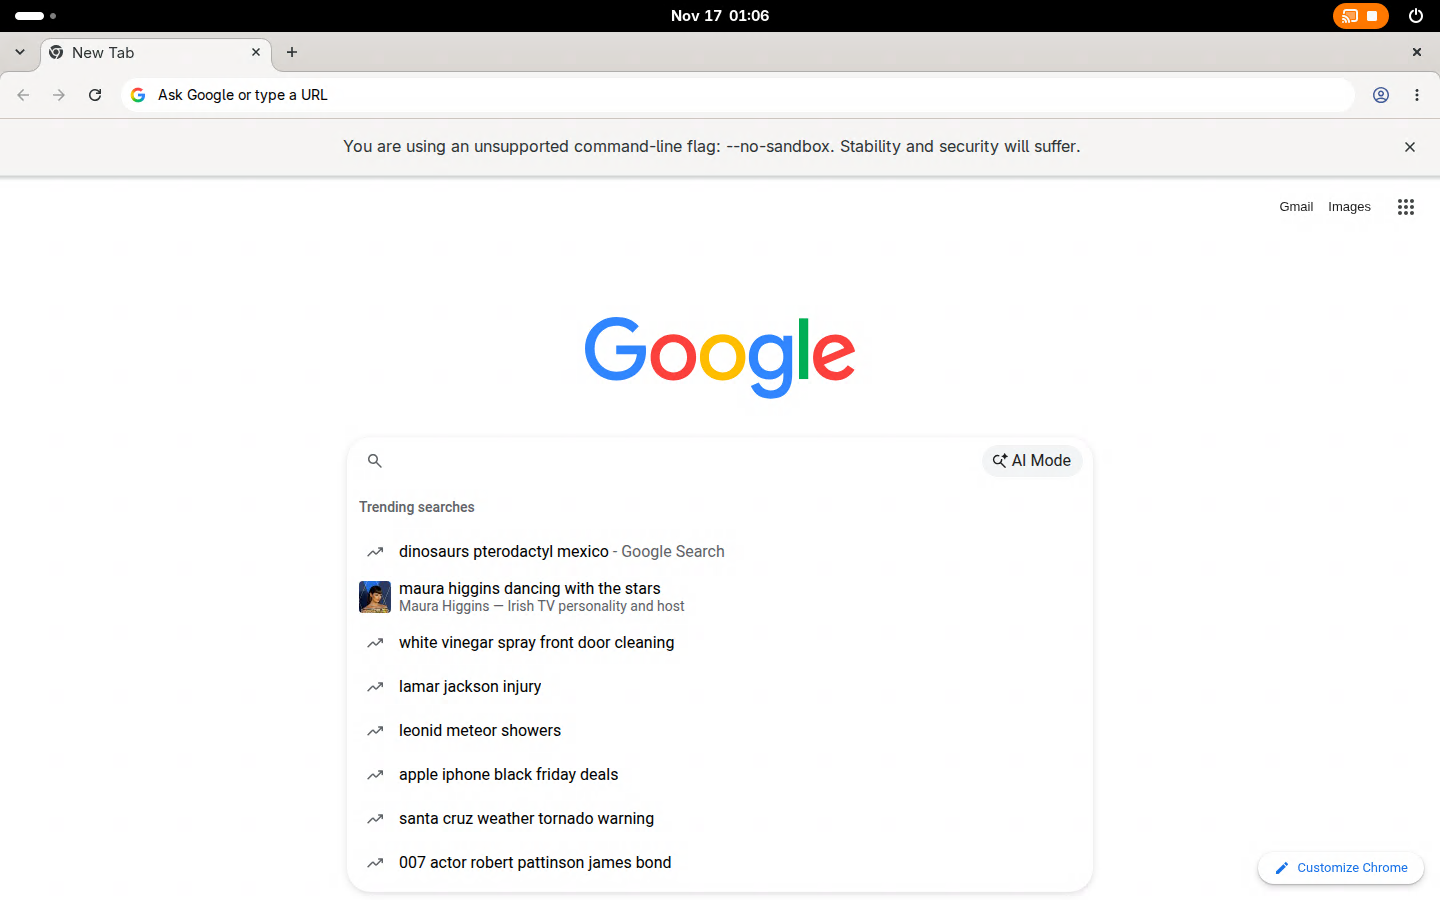 Nov 17 01:06
New Tab
Ask Google or type a URL
You are using an unsupported command-line flag: --no-sandbox. Stability and security will suffer.
Gmail Images
Google
AI Mode
Trending searches
dinosaurs pterodactyl mexico - Google Search
maura higgins dancing with the stars
Maura Higgins — Irish TV personality and host
white vinegar spray front door cleaning
lamar jackson injury
leonid meteor showers
apple iphone black friday deals
santa cruz weather tornado warning
007 actor robert pattinson james bond
Customize Chrome